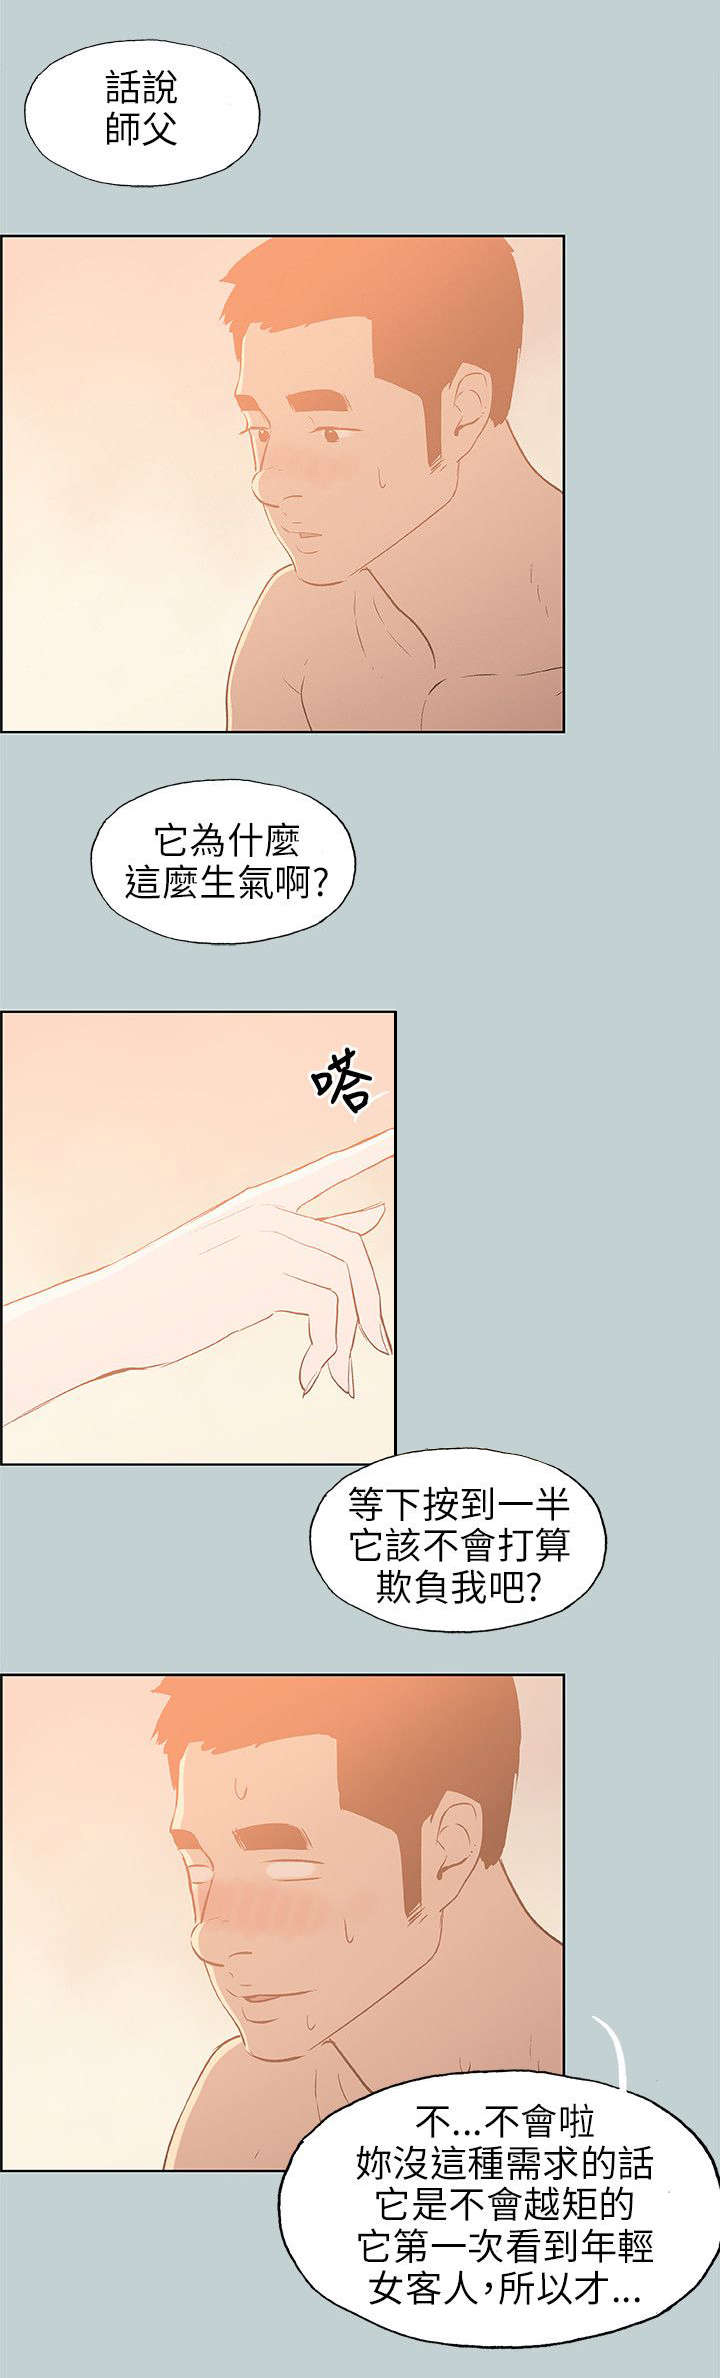 話說
師父
它為什麼
這麼生氣啊?
嗒
等下按到一半
它該不會打算
欺負我吧?
不...不會啦
妳沒這種需求的話
它是不會越矩的
它第一次看到年輕
女客人,所以才...